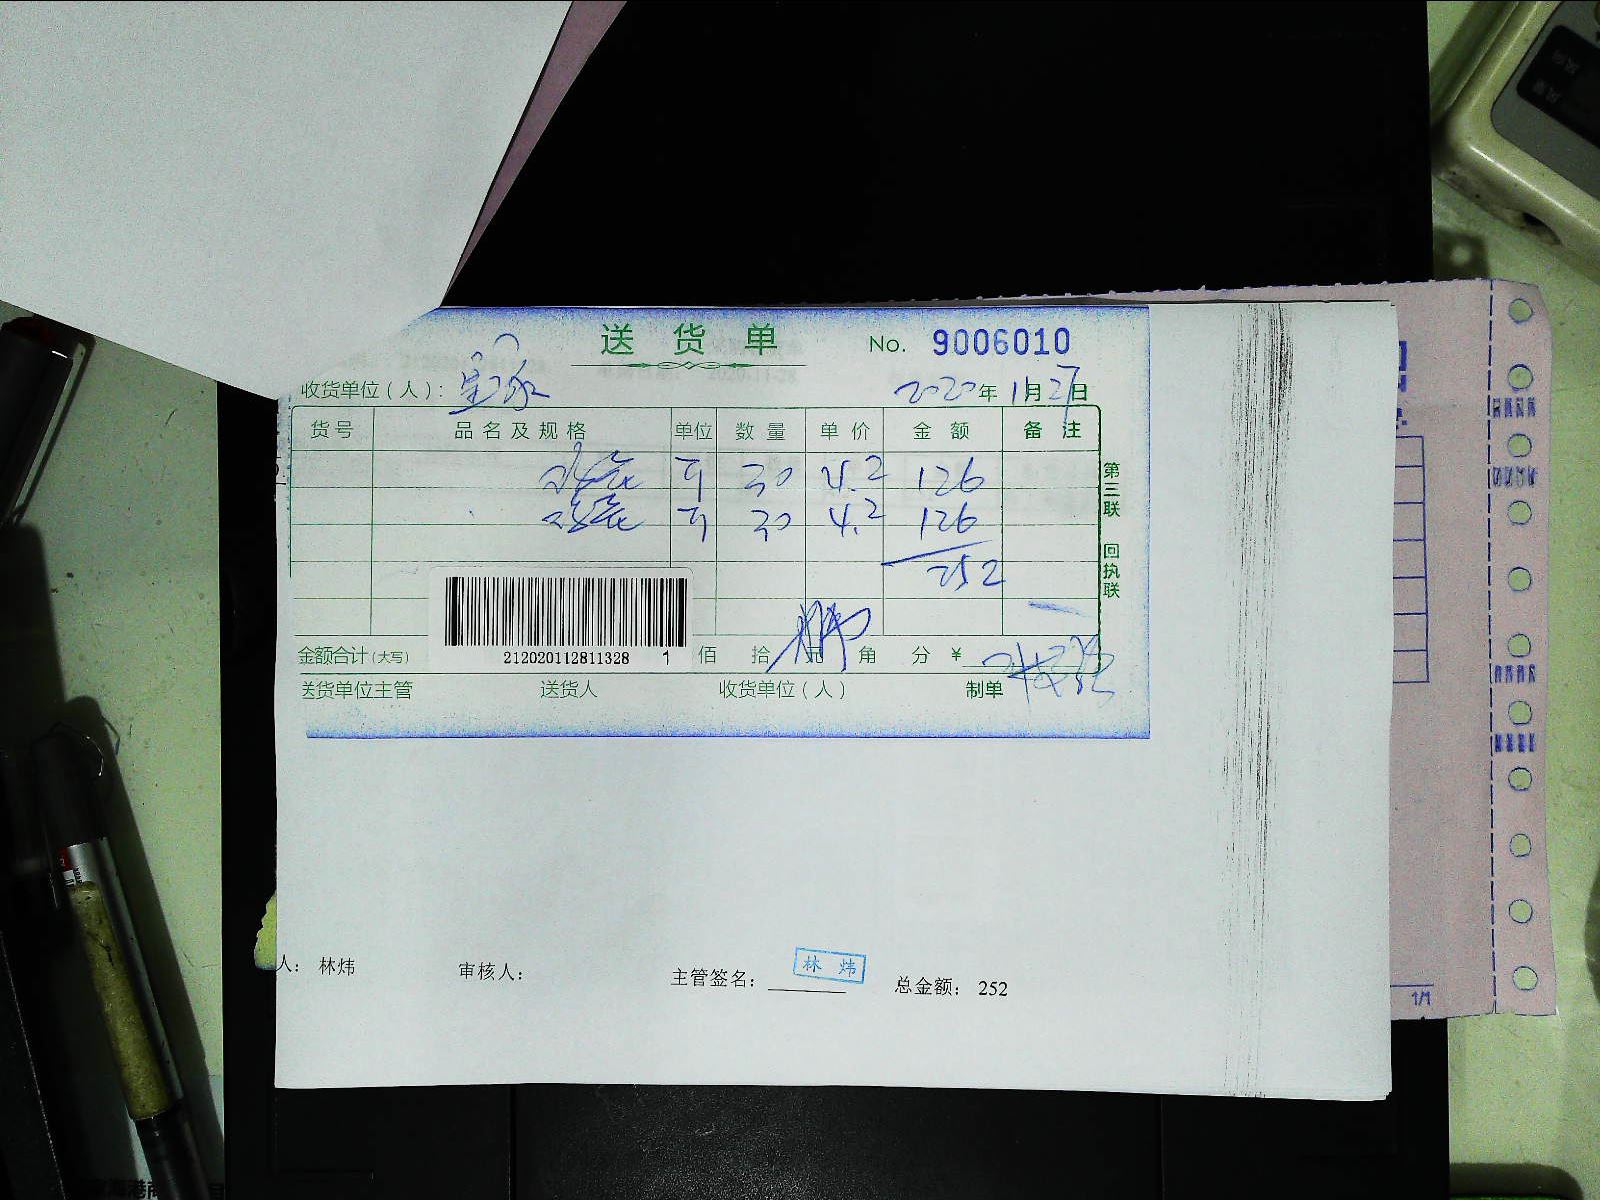 送货单 No. 9006010
收货单位(人): 2020年11月27日
货号 品名及规格 单位 数量 单价 金额 备注
30 4.2 126
30 4.2 126
252
第三联 回执联
212020112811328 1
金额合计(大写) 佰 拾 元 角 分 ¥
送货单位主管 送货人 收货单位(人) 制单
人: 林炜 审核人: 主管签名: 林炜 总金额: 252
1/1